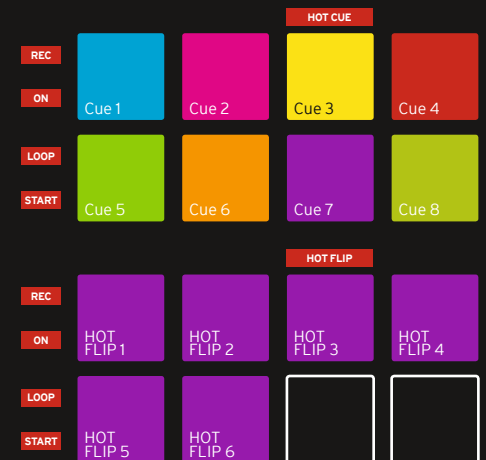 HOT CUE
REC
ON
Cue 1
Cue 2
Cue 3
Cue 4
LOOP
START
Cue 5
Cue 6
Cue 7
Cue 8
HOT FLIP
REC
ON
HOT
FLIP 1
HOT
FLIP 2
HOT
FLIP 3
HOT
FLIP 4
LOOP
START
HOT
FLIP 5
HOT
FLIP 6